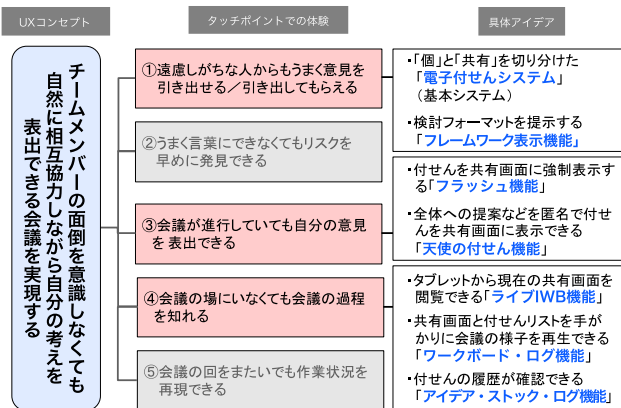 UXコンセプト
タッチポイントでの体験
具体アイデア
チームメンバーの面倒を意識しなくても
自然に相互協力しながら自分の考えを
表出できる会議を実現する
①遠慮しがちな人からもうまく意見を
引き出せる／引き出してもらえる
②うまく言葉にできなくてもリスクを
早めに発見できる
③会議が進行していても自分の意見
を 表出できる
④会議の場にいなくても会議の過程
を知れる
⑤会議の回をまたいでも作業状況を
再現できる
・「個」と「共有」を切り分けた
「電子付せんシステム」
（基本システム）
・検討フォーマットを提示する
「フレームワーク表示機能」
・付せんを共有画面に強制表示す
る「フラッシュ機能」
・全体への提案などを匿名で付せ
んを共有画面に表示できる
「天使の付せん機能」
・タブレットから現在の共有画面を
閲覧できる「ライブIWB機能」
・共有画面と付せんリストを手が
かりに会議の様子を再生できる
「ワークボード・ログ機能」
・付せんの履歴が確認できる
「アイデア・ストック・ログ機能」